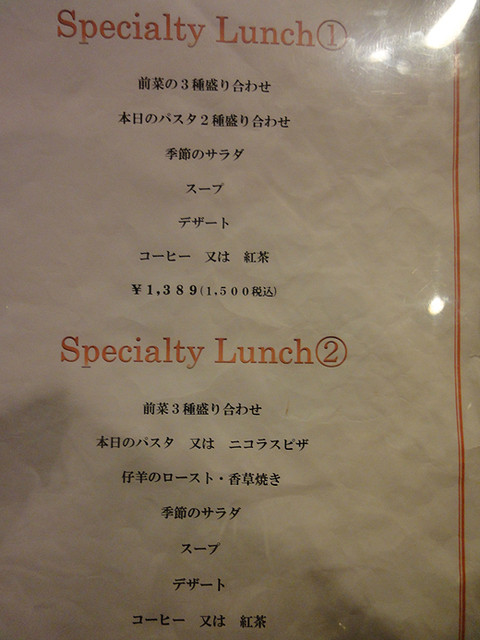 Specialty Lunch①
前菜の３種盛り合わせ
本日のパスタ２種盛り合わせ
季節のサラダ
スープ
デザート
コーヒー　又は　紅茶
￥１,３８９(１,５００税込)
Specialty Lunch②
前菜３種盛り合わせ
本日のパスタ　又は　ニコラスピザ
仔羊のロースト・香草焼き
季節のサラダ
スープ
デザート
コーヒー　又は　紅茶